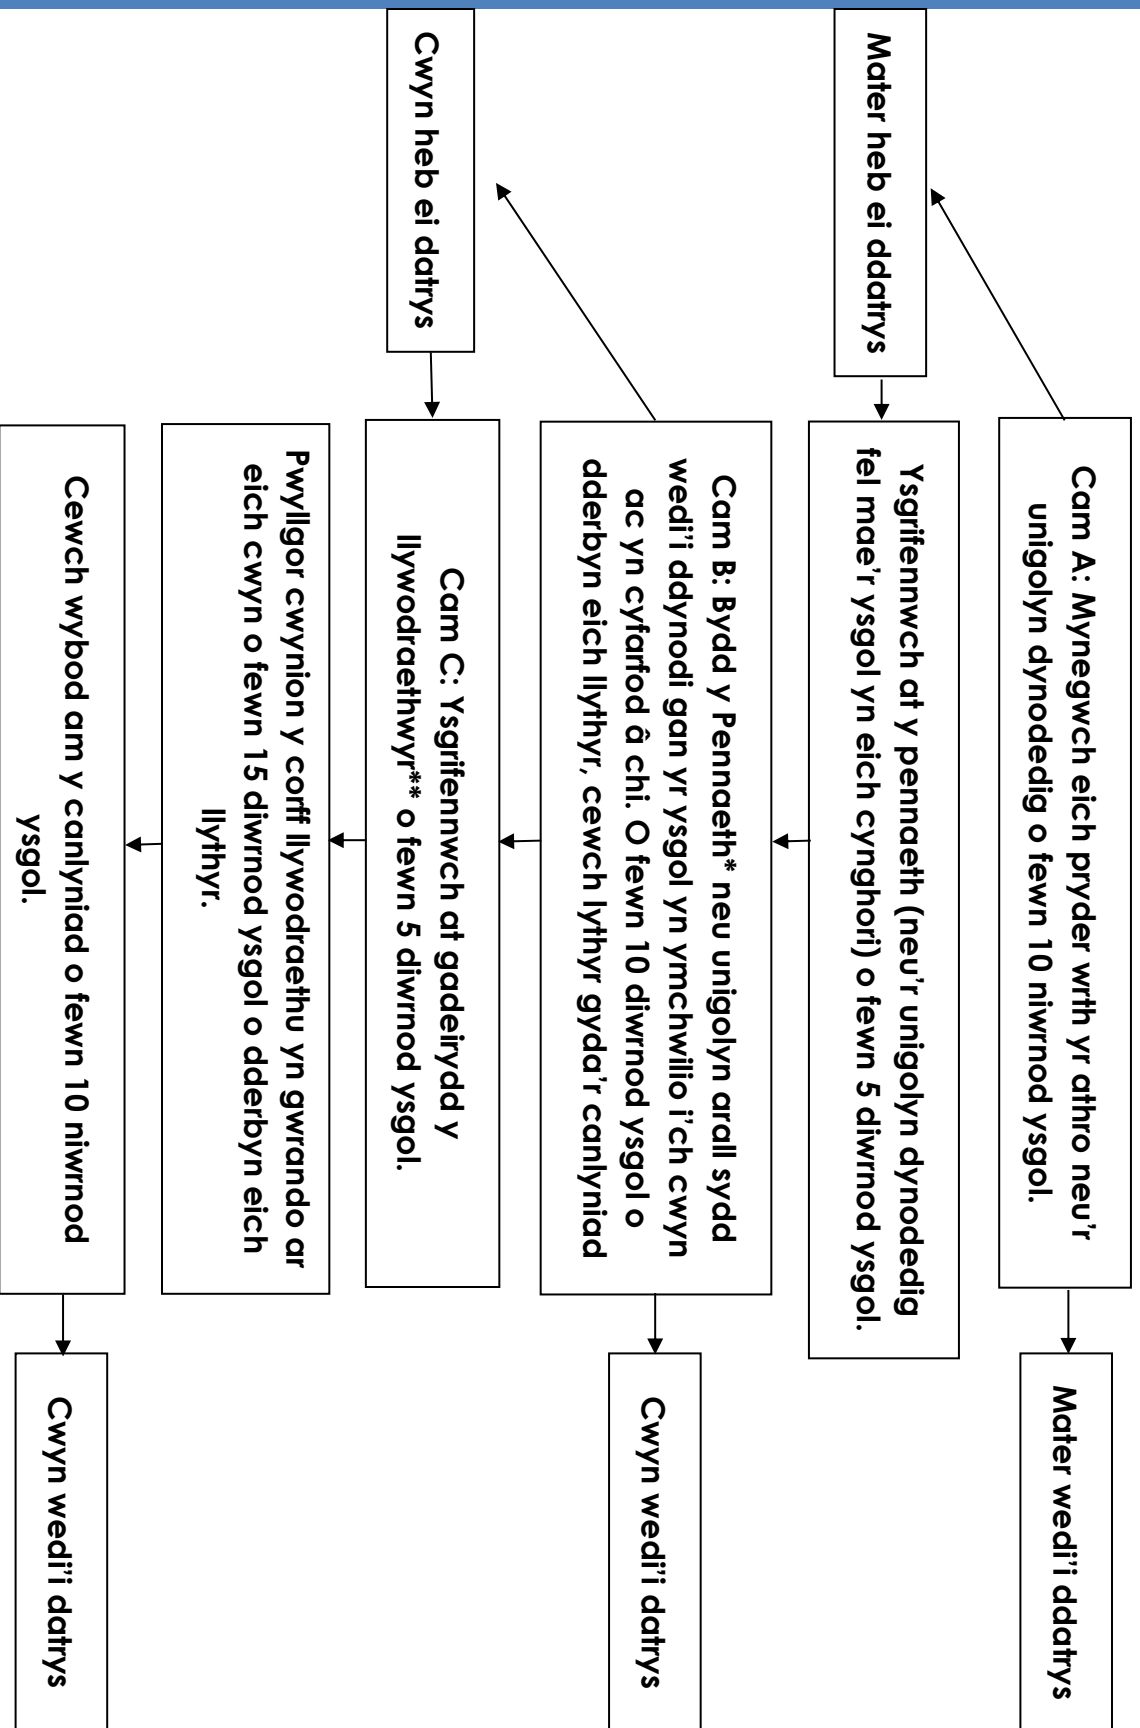 Cam A: Mynegwch eich pryder wrth yr athro neu'r
unigolyn dynodedig o fewn 10 niwrnod ysgol.
Mater wedi'i ddatrys
Mater heb ei ddatrys
Ysgrifennwch at y pennaeth (neu'r unigolyn dynodedig
fel mae'r ysgol yn eich cynghori) o fewn 5 diwrnod ysgol.
Cam B: Bydd y Pennaeth* neu unigolyn arall sydd
wedi'i ddynodi gan yr ysgol yn ymchwilio i'ch cwyn
ac yn cyfarfod â chi. O fewn 10 diwrnod ysgol o
dderbyn eich llythyr, cewch lythyr gyda'r canlyniad
Cwyn wedi'i datrys
Cwyn heb ei datrys
Cam C: Ysgrifennwch at gadeirydd y
llywodraethwyr** o fewn 5 diwrnod ysgol.
Pwyllgor cwynion y corff llywodraethu yn gwrando ar
eich cwyn o fewn 15 diwrnod ysgol o dderbyn eich
llythyr.
Cewch wybod am y canlyniad o fewn 10 niwrnod
ysgol.
Cwyn wedi'i datrys